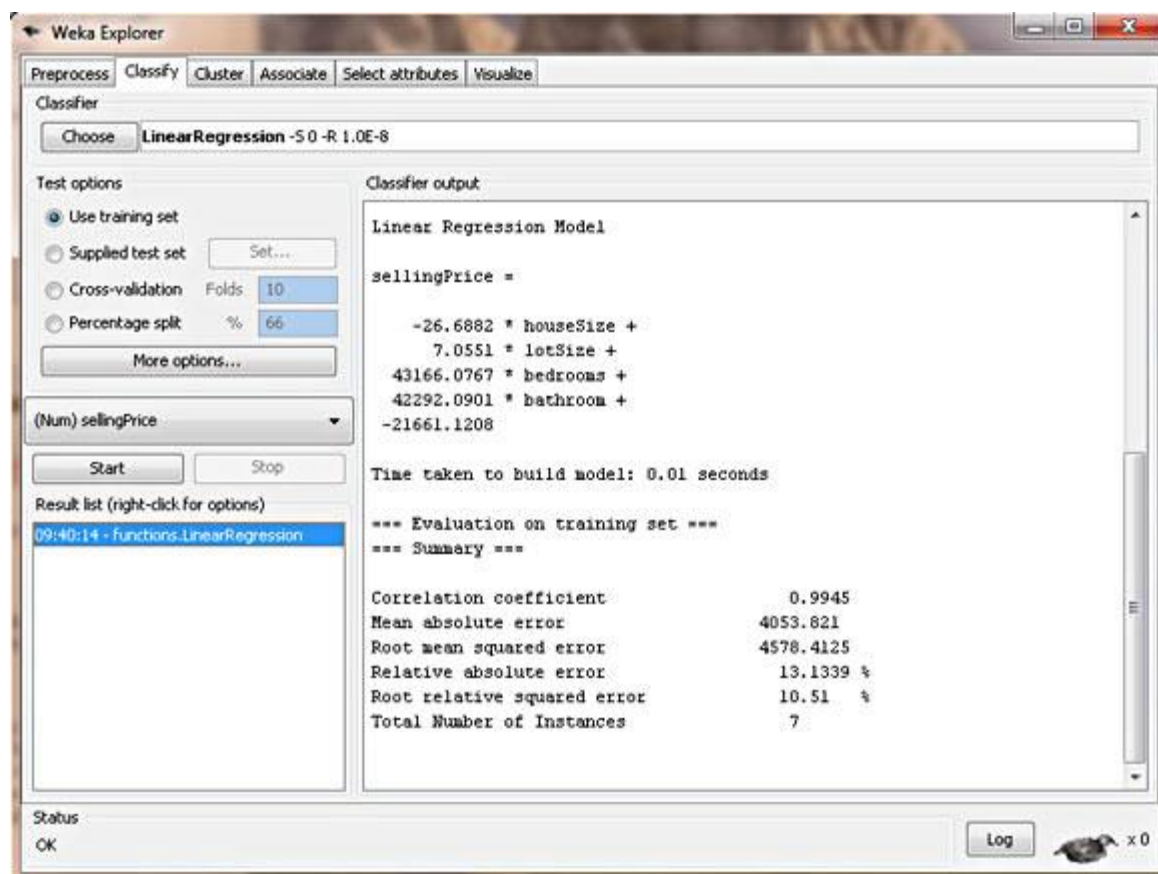 Weka Explorer
Preprocess Classify Cluster Associate Select attributes Visualize
Classifier
Choose LinearRegression -S 0 -R 1.0E-8
Test options
Use training set
Supplied test set Set...
Cross-validation Folds 10
Percentage split % 66
More options...
(Num) sellingPrice
Start Stop
Result list (right-click for options)
09:40:14 - functions.LinearRegression
Classifier output
Linear Regression Model
sellingPrice =
-26.6882 * houseSize +
7.0551 * lotSize +
43166.0767 * bedrooms +
42292.0901 * bathroom +
-21661.1208
Time taken to build model: 0.01 seconds
=== Evaluation on training set ===
=== Summary ===
Correlation coefficient 0.9945
Mean absolute error 4053.821
Root mean squared error 4578.4125
Relative absolute error 13.1339 %
Root relative squared error 10.51 %
Total Number of Instances 7
Status
OK
Log x 0